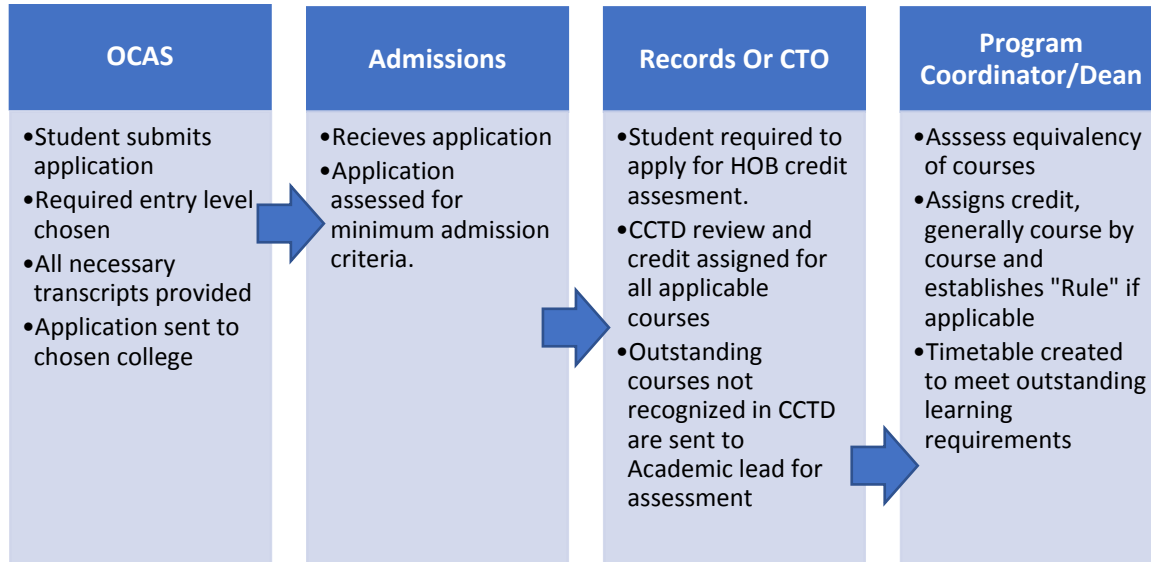 OCAS
•Student submits
application
•Required entry level
chosen
•All necessary
transcripts provided
•Application sent to
chosen college
Admissions
•Recieves application
•Application
assessed for
minimum admission
criteria.
Records Or CTO
•Student required to
apply for HOB credit
assesment.
•CCTD review and
credit assigned for
all applicable
courses
•Outstanding
courses not
recognized in CCTD
are sent to
Academic lead for
assessment
Program
Coordinator/Dean
•Asssess equivalency
of courses
•Assigns credit,
generally course by
course and
establishes "Rule" if
applicable
•Timetable created
to meet outstanding
learning
requirements